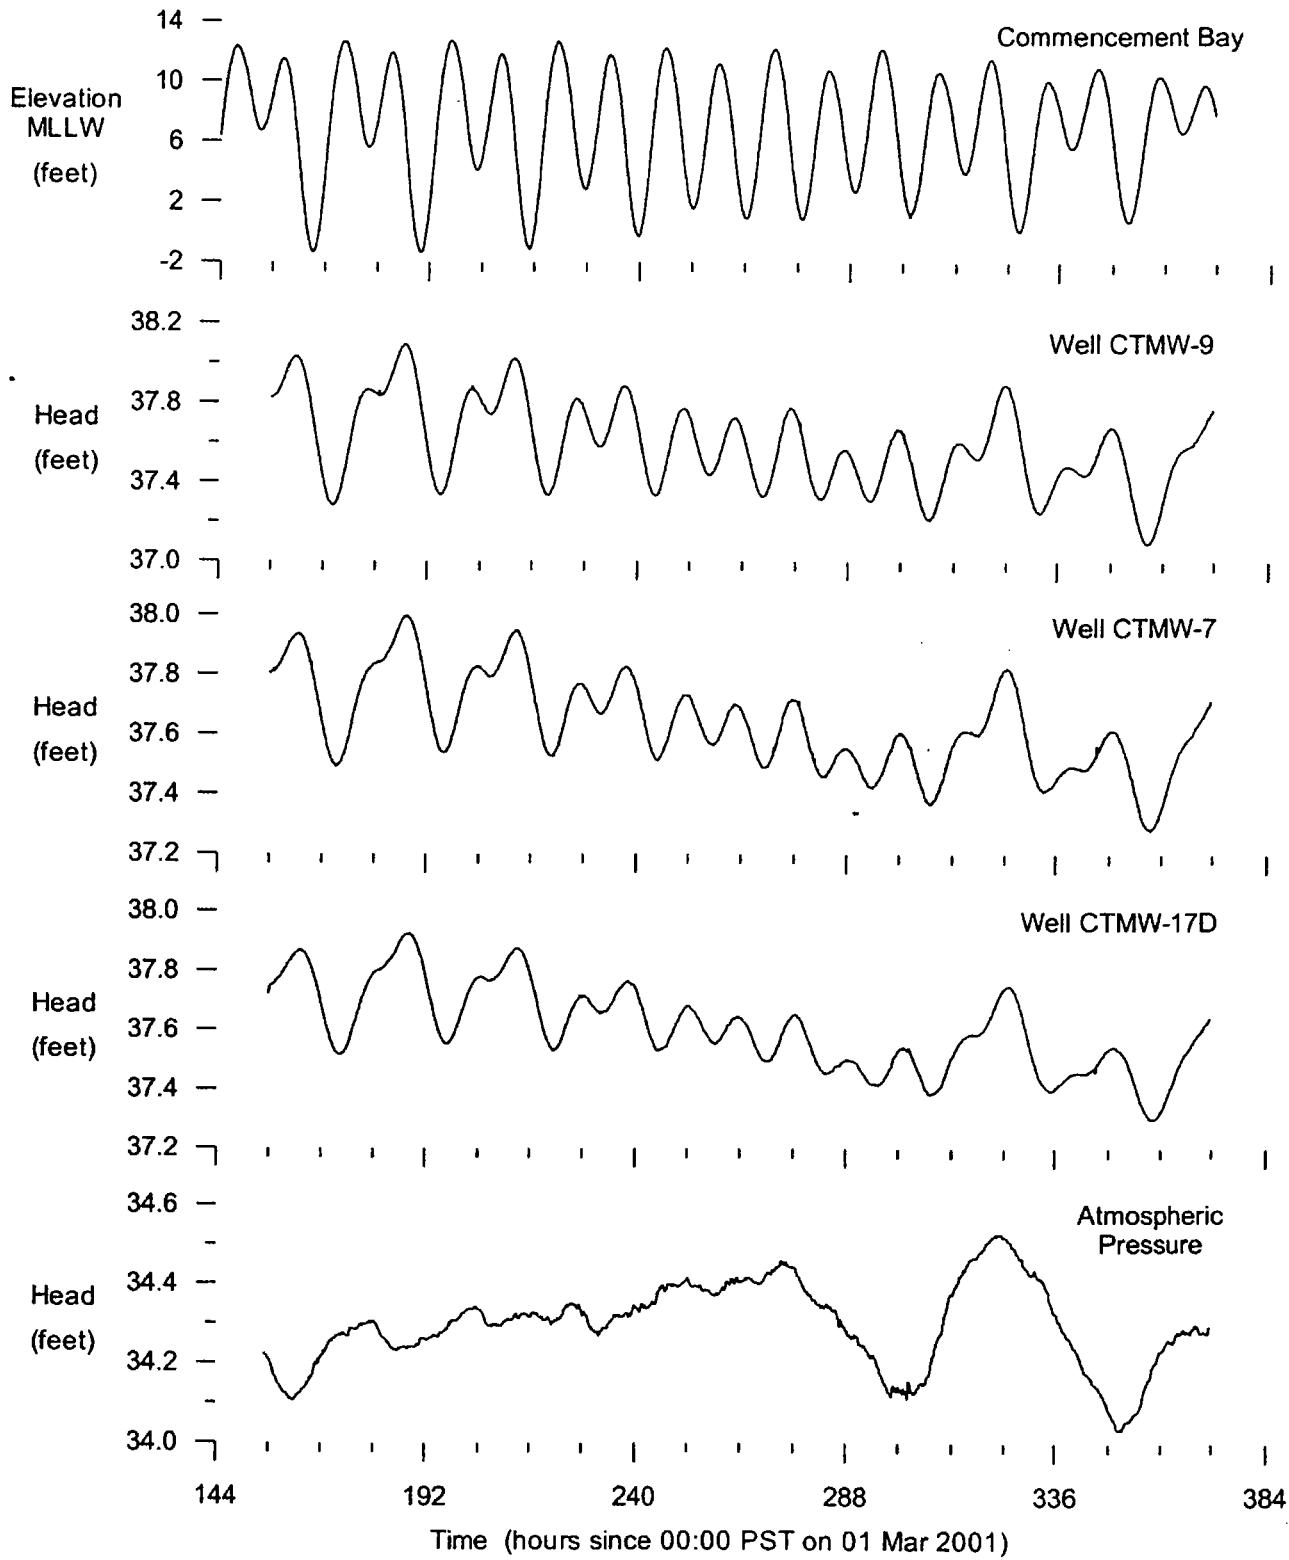 Commencement Bay
Elevation
MLLW
(feet)
14
10
6
2
-2
Well CTMW-9
Head
(feet)
38.2
37.8
37.4
37.0
Well CTMW-7
Head
(feet)
38.0
37.8
37.6
37.4
37.2
Well CTMW-17D
Head
(feet)
38.0
37.8
37.6
37.4
37.2
Atmospheric
Pressure
Head
(feet)
34.6
34.4
34.2
34.0
144 192 240 288 336 384
Time (hours since 00:00 PST on 01 Mar 2001)